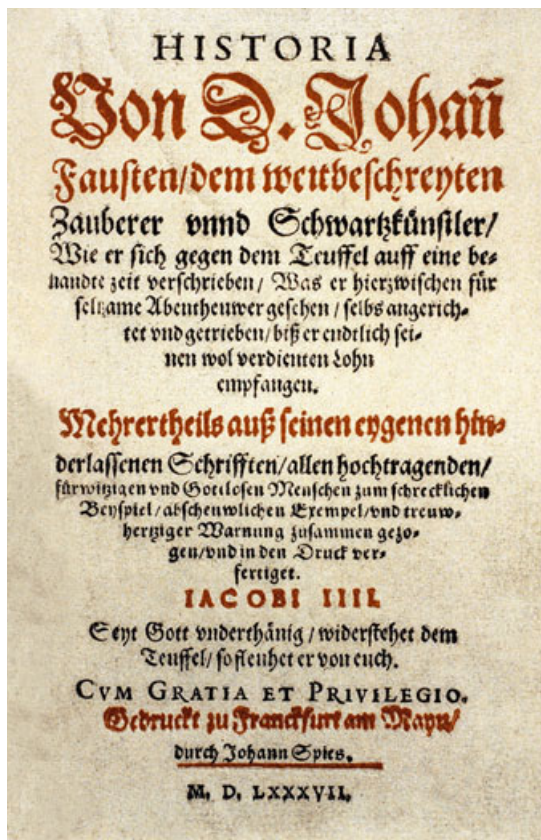 HISTORIA
Von D. Johañ
Fausten/dem weitbeschreyten
Zauberer vnnd Schwartzkünstler/
Wie er sich gegen dem Teuffel auff eine be-
nandte zeit verschrieben/ Was er hierzwischen für
seltzame Abenthenwer gesehen/ selbs angerich-
tet vnd getrieben/ biß er endtlich sei-
nen wol verdienten Lohn
empfangen.
Mehrertheils auß seinen eygenen hin-
derlassenen Schrifften/allen hochtragenden/
fürwitzigen vnd Gottlosen Menschen zum schrecklichen
Beyspiel/ abscheuwlichen Exempel/vnd treuw-
hertziger Warnung zusammen gezo-
gen/vnd in den Druck ver-
fertiget.
IACOBI IIII.
Seyt Gott vnderthänig/ widerstehet dem
Teuffel/ so fleuhet er von euch.
CVM GRATIA ET PRIVILEGIO.
Gedruckt zu Franckfurt am Mayn/
durch Johann Spies.
M. D. LXXXVII.